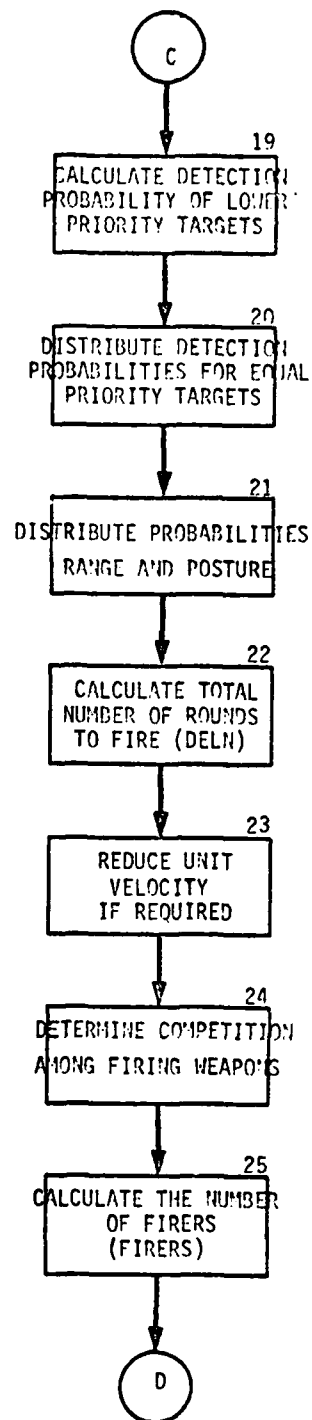 C
19
CALCULATE DETECTION
PROBABILITY OF LOWER
PRIORITY TARGETS
20
DISTRIBUTE DETECTION
PROBABILITIES FOR EQUAL
PRIORITY TARGETS
21
DISTRIBUTE PROBABILITIES
RANGE AND POSTURE
22
CALCULATE TOTAL
NUMBER OF ROUNDS
TO FIRE (DELN)
23
REDUCE UNIT
VELOCITY
IF REQUIRED
24
DETERMINE COMPETITION
AMONG FIRING WEAPONS
25
CALCULATE THE NUMBER
OF FIRERS
(FIRERS)
D